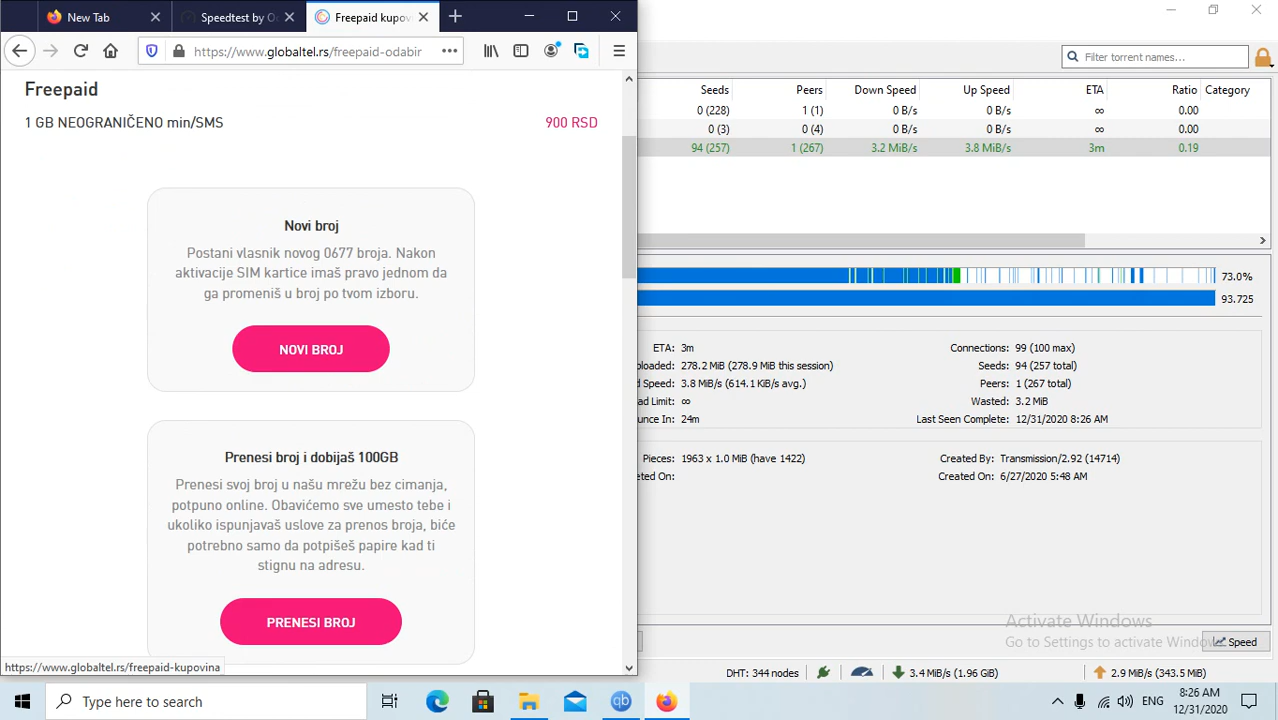 New Tab
Speedtest by Oo
Freepaid kupov
https://www.globaltel.rs/freepaid-odabir
Freepaid
1 GB NEOGRANIČENO min/SMS
900 RSD
Novi broj
Postani vlasnik novog 0677 broja. Nakon
aktivacije SIM kartice imaš pravo jednom da
ga promeniš u broj po tvom izboru.
NOVI BROJ
Prenesi broj i dobijaš 100GB
Prenesi svoj broj u našu mrežu bez cimanja,
potpuno online. Obavićemo sve umesto tebe i
ukoliko ispunjavaš uslove za prenos broja, biće
potrebno samo da potpišeš papire kad ti
stignu na adresu.
PRENESI BROJ
https://www.globaltel.rs/freepaid-kupovina
Filter torrent names...
Seeds Peers Down Speed Up Speed ETA Ratio Category
0 (228) 1 (1) 0 B/s 0 B/s ∞ 0.00
0 (3) 0 (4) 0 B/s 0 B/s ∞ 0.00
94 (257) 1 (267) 3.2 MiB/s 3.8 MiB/s 3m 0.19
73.0%
93.725
ETA: 3m Connections: 99 (100 max)
ploaded: 278.2 MiB (278.9 MiB this session) Seeds: 94 (257 total)
d Speed: 3.8 MiB/s (614.1 KiB/s avg.) Peers: 1 (267 total)
ad Limit: ∞ Wasted: 3.2 MiB
ounce In: 24m Last Seen Complete: 12/31/2020 8:26 AM
Pieces: 1963 x 1.0 MiB (have 1422) Created By: Transmission/2.92 (14714)
eted On: Created On: 6/27/2020 5:48 AM
Activate Windows
Go to Settings to activate Windows.
Speed
DHT: 344 nodes 3.4 MiB/s (1.96 GiB) 2.9 MiB/s (343.5 MiB)
Type here to search
qb
ENG
8:26 AM
12/31/2020